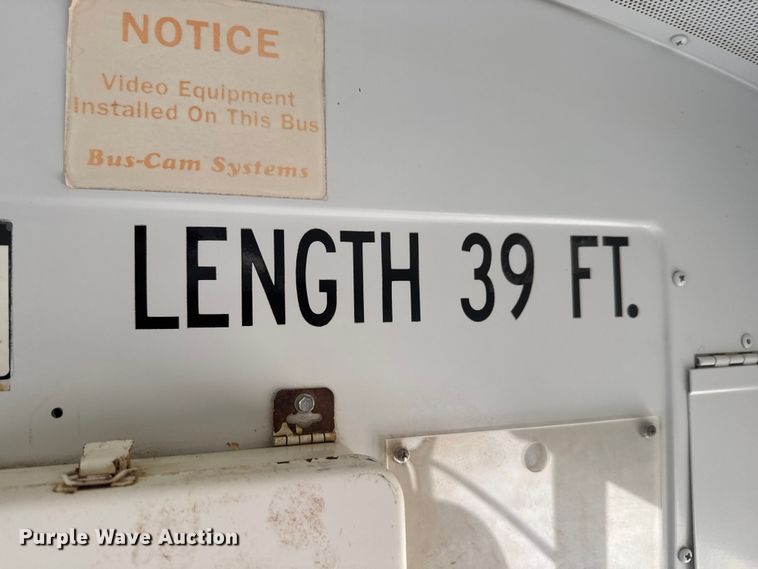 NOTICE
Video Equipment
Installed On This Bus
Bus-Cam Systems
LENGTH 39 FT.
Purple Wave Auction